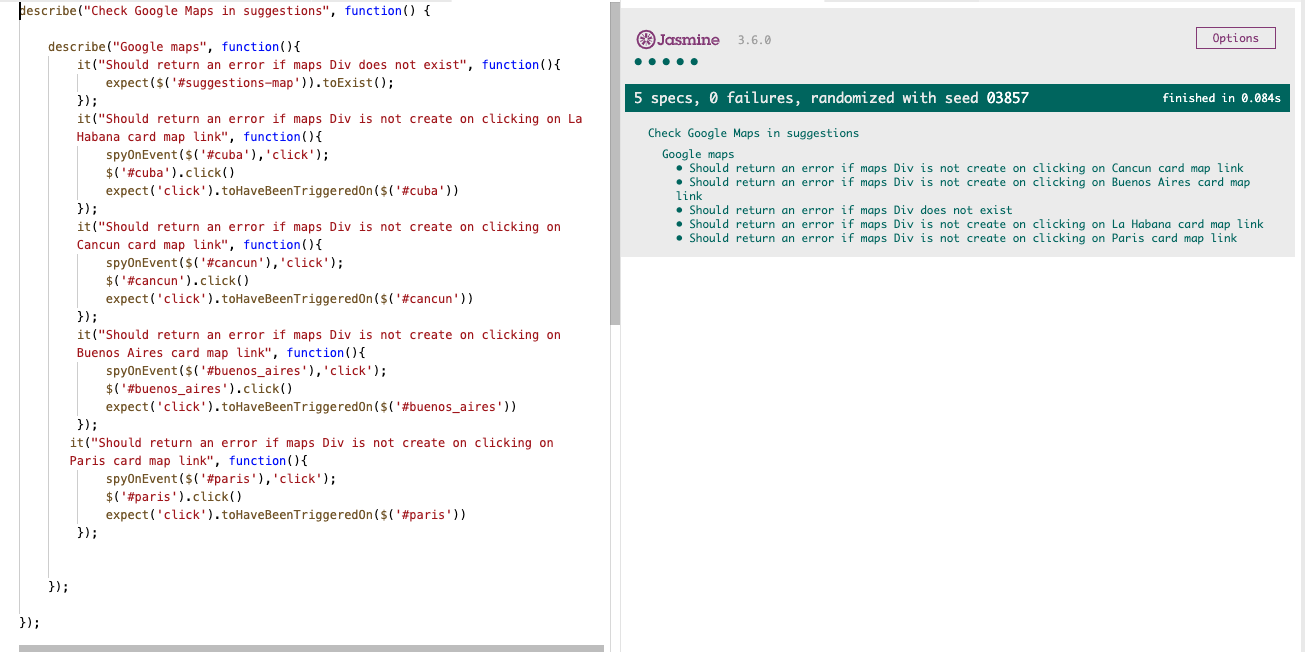 describe("Check Google Maps in suggestions", function() {
describe("Google maps", function(){
it("Should return an error if maps Div does not exist", function(){
expect($('#suggestions-map')).toExist();
});
it("Should return an error if maps Div is not create on clicking on La
Habana card map link", function(){
spyOnEvent($('#cuba'),'click');
$('#cuba').click()
expect('click').toHaveBeenTriggeredOn($('#cuba'))
});
it("Should return an error if maps Div is not create on clicking on
Cancun card map link", function(){
spyOnEvent($('#cancun'),'click');
$('#cancun').click()
expect('click').toHaveBeenTriggeredOn($('#cancun'))
});
it("Should return an error if maps Div is not create on clicking on
Buenos Aires card map link", function(){
spyOnEvent($('#buenos_aires'),'click');
$('#buenos_aires').click()
expect('click').toHaveBeenTriggeredOn($('#buenos_aires'))
});
it("Should return an error if maps Div is not create on clicking on
Paris card map link", function(){
spyOnEvent($('#paris'),'click');
$('#paris').click()
expect('click').toHaveBeenTriggeredOn($('#paris'))
});
});
});
Jasmine 3.6.0 Options
• • • • •
5 specs, 0 failures, randomized with seed 03857 finished in 0.084s
Check Google Maps in suggestions
Google maps
• Should return an error if maps Div is not create on clicking on Cancun card map link
• Should return an error if maps Div is not create on clicking on Buenos Aires card map
link
• Should return an error if maps Div does not exist
• Should return an error if maps Div is not create on clicking on La Habana card map link
• Should return an error if maps Div is not create on clicking on Paris card map link